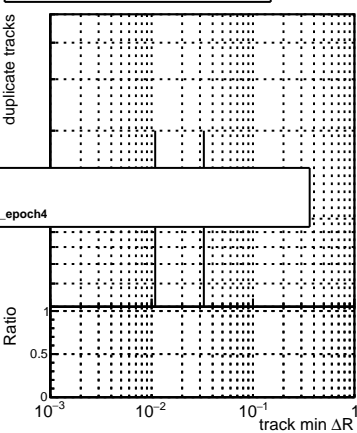 duplicate tracks
_epoch4
Ratio
1
0.5
0
10⁻³ 10⁻² 10⁻¹ 1
track min ΔR